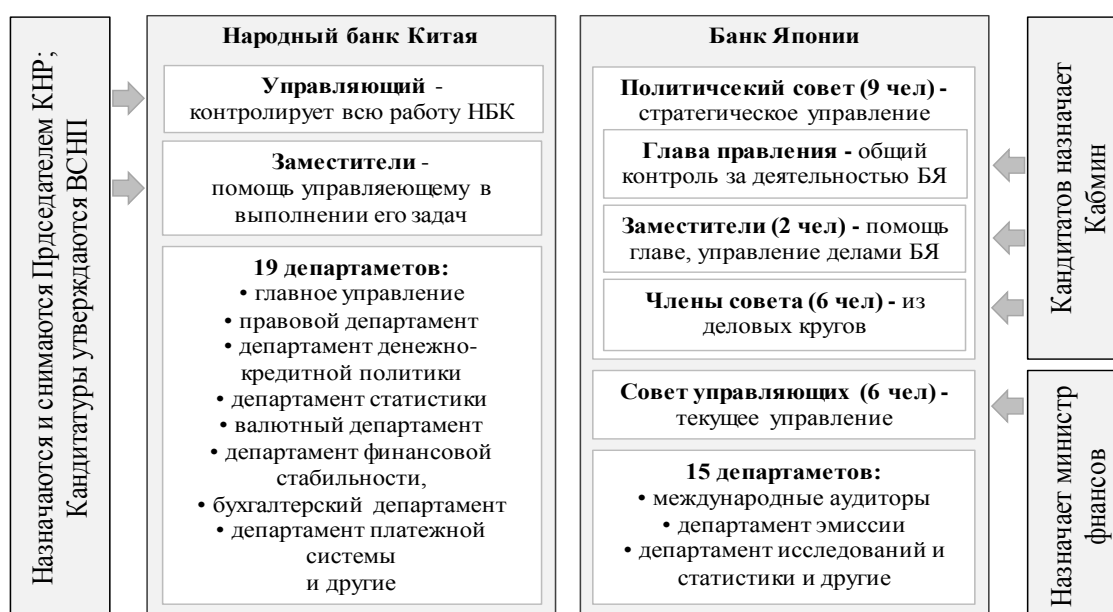 Назначаются и снимаются Прдседателем КНР;
Кандитатуры утверждаются ВСНП
Народный банк Китая
Управляющий -
контролирует всю работу НБК
Заместители -
помощь управляеющему в
выполнении его задач
19 департаметов:
• главное управление
• правовой департамент
• департамент денежно-
кредитной политики
• департамент статистики
• валютный департамент
• департамент финансовой
стабильности,
• бухгалтерский департамент
• департамент платежной
системы
и другие
Банк Японии
Политичсекий совет (9 чел) -
стратегическое управление
Глава правления - общий
контроль за деятельностью БЯ
Заместители (2 чел) - помощь
главе, управление делами БЯ
Члены совета (6 чел) - из
деловых кругов
Совет управляющих (6 чел) -
текущее управление
15 департаметов:
• международные аудиторы
• департамент эмиссии
• департамент исследований и
статистики и другие
Кандитатов назначает
Кабмин
Назначает министр
фнансов